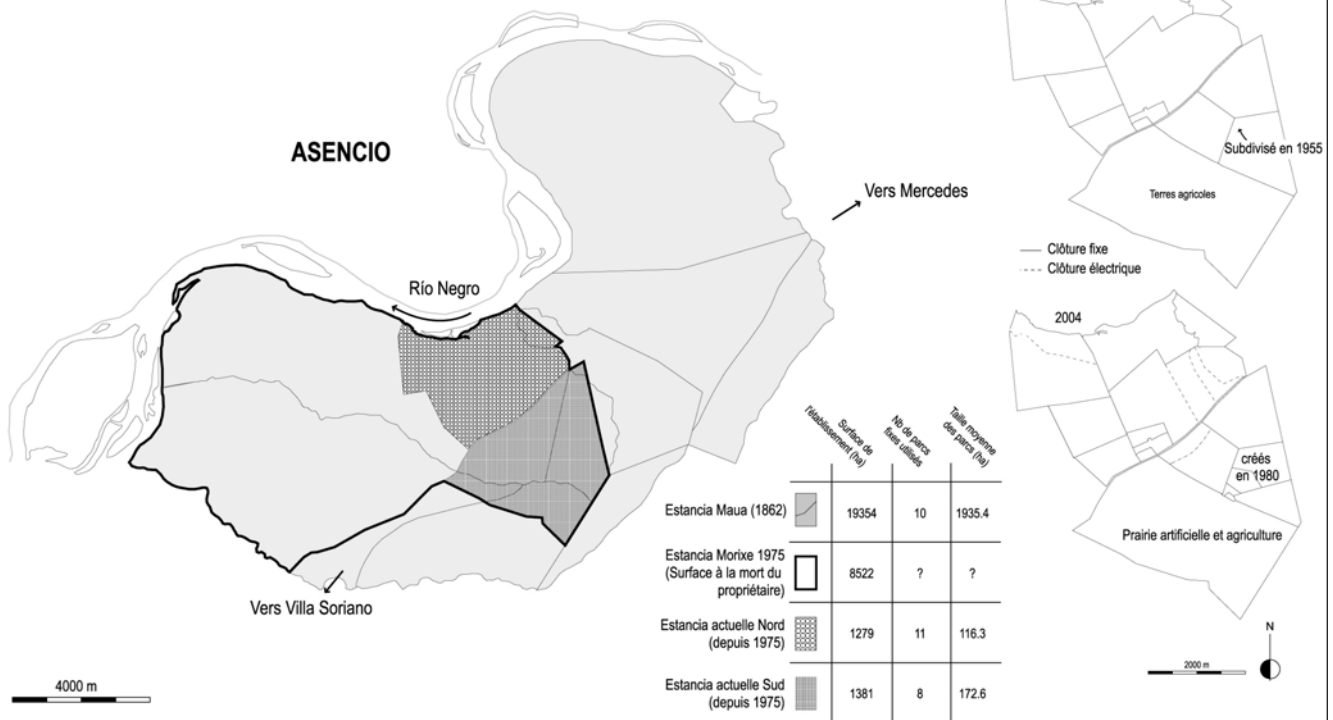 ASENCIO
Vers Mercedes
Río Negro
Vers Villa Soriano
4000 m
Subdivisé en 1955
Terres agricoles
Clôture fixe
Clôture électrique
2004
créés
en 1980
Prairie artificielle et agriculture
2000 m
N
Surface de
l'établissement (ha)
Nb de parcs
fixes utilisés
Taille moyenne
des parcs (ha)
Estancia Maua (1862)
19354
10
1935.4
Estancia Morixe 1975
(Surface à la mort du
propriétaire)
8522
?
?
Estancia actuelle Nord
(depuis 1975)
1279
11
116.3
Estancia actuelle Sud
(depuis 1975)
1381
8
172.6